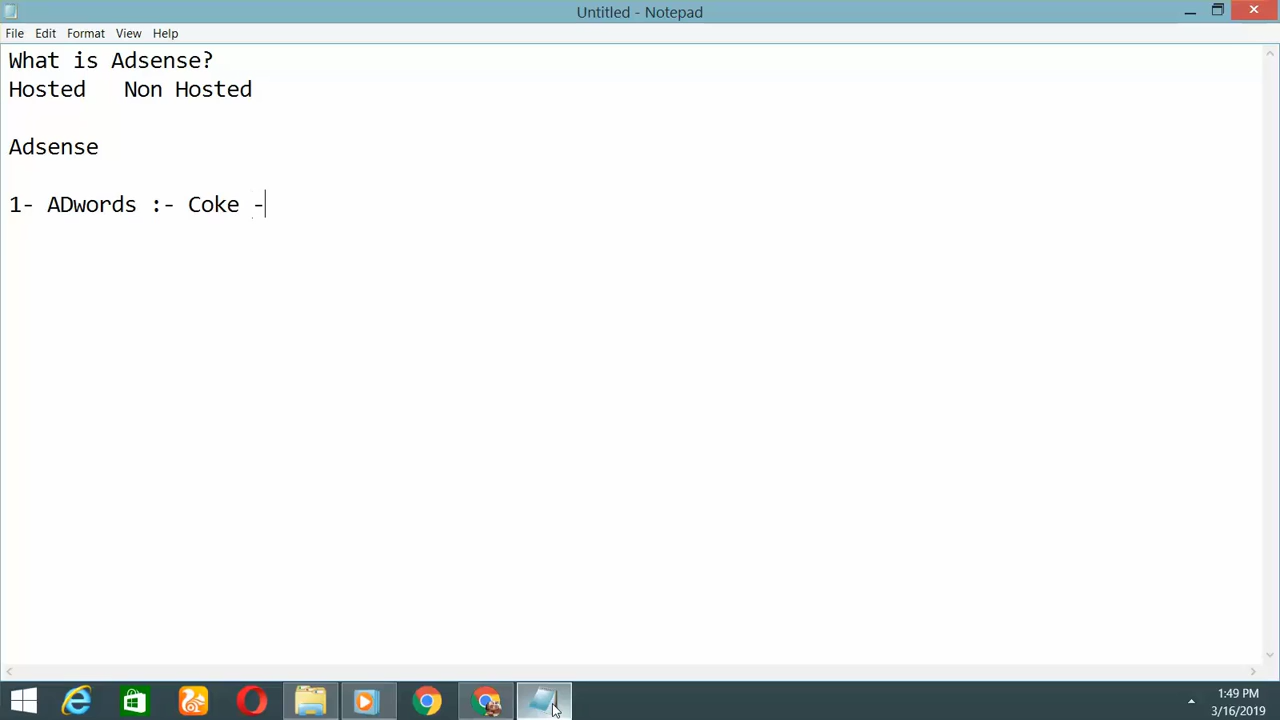 Untitled - Notepad
File Edit Format View Help
What is Adsense?
Hosted   Non Hosted
Adsense
1- ADwords :- Coke -
1:49 PM
3/16/2019